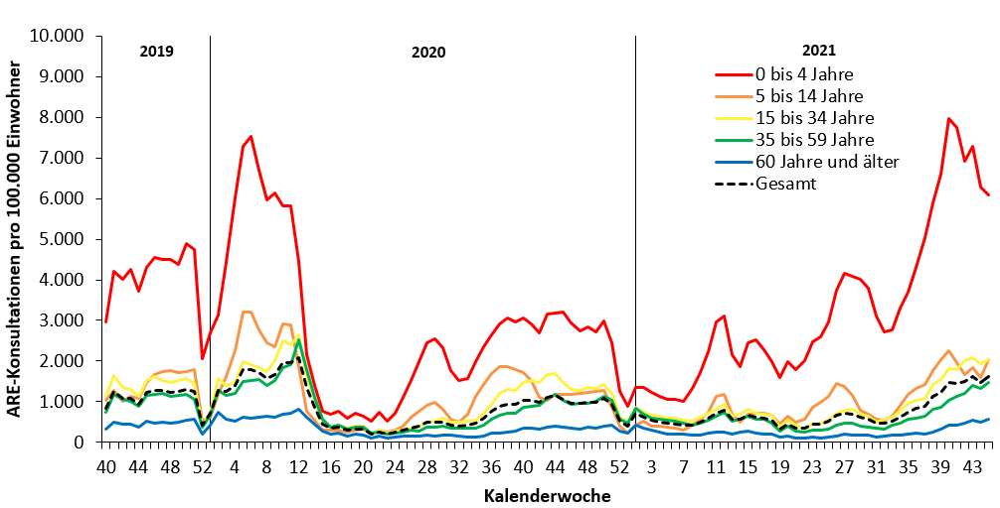 ARE-Konsultationen pro 100.000 Einwohner
10.000
9.000
8.000
7.000
6.000
5.000
4.000
3.000
2.000
1.000
0
2019
2020
2021
0 bis 4 Jahre
5 bis 14 Jahre
15 bis 34 Jahre
35 bis 59 Jahre
60 Jahre und älter
Gesamt
40 44 48 52 4 8 12 16 20 24 28 32 36 40 44 48 52 3 7 11 15 19 23 27 31 35 39 43
Kalenderwoche